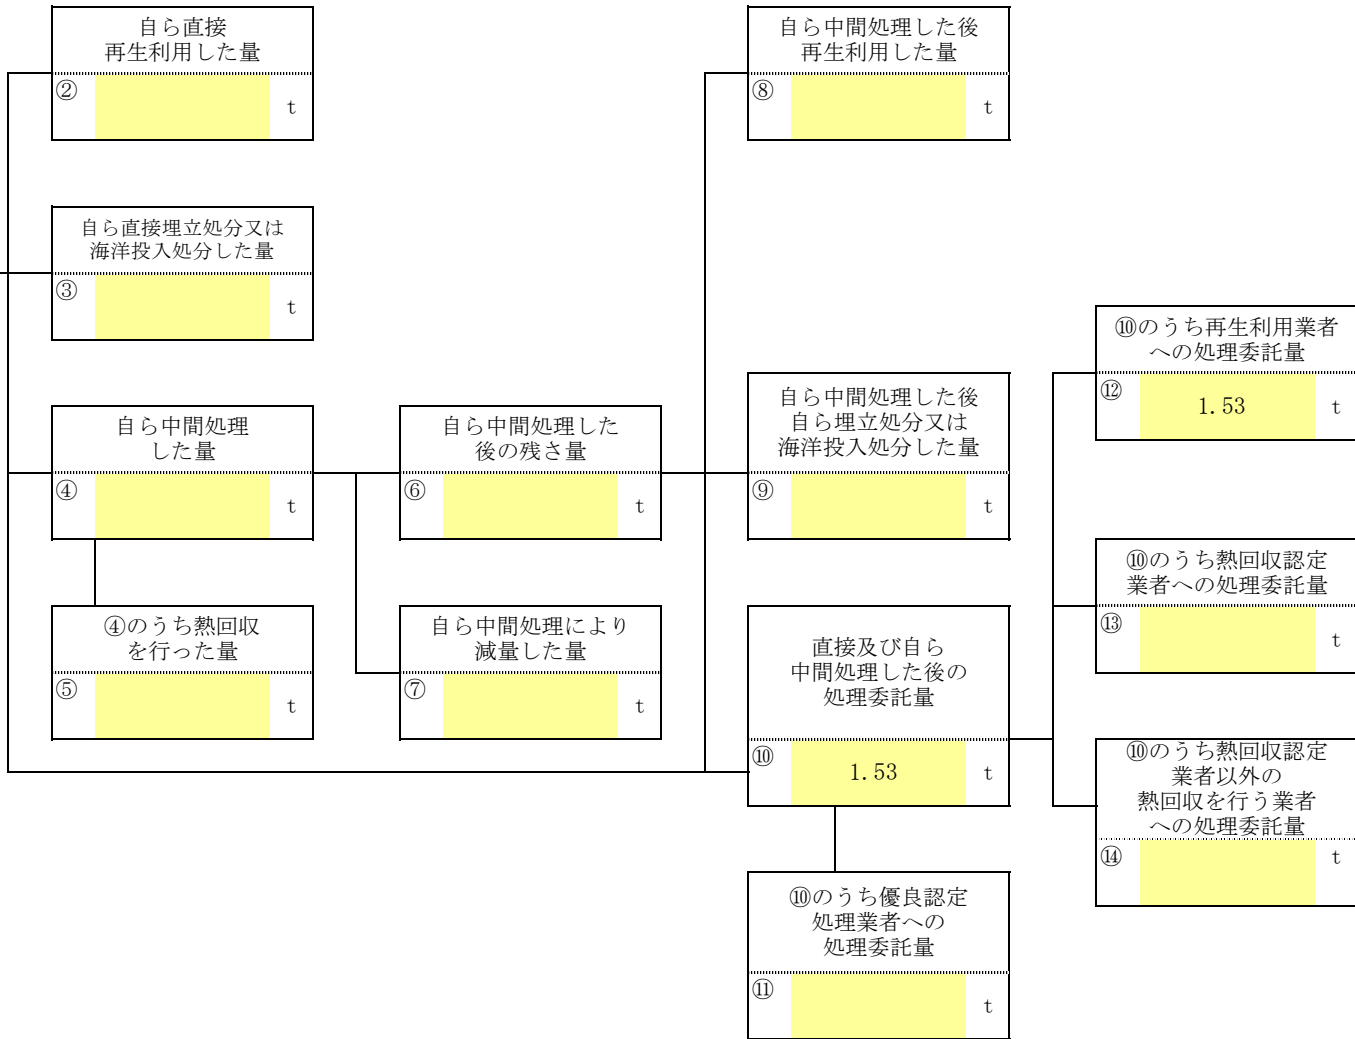 自ら直接
再生利用した量
②
t
自ら中間処理した後
再生利用した量
⑧
t
自ら直接埋立処分又は
海洋投入処分した量
③
t
⑩のうち再生利用業者
への処理委託量
⑫
1.53
t
自ら中間処理
した量
④
t
自ら中間処理した
後の残さ量
⑥
t
自ら中間処理した後
自ら埋立処分又は
海洋投入処分した量
⑨
t
⑩のうち熱回収認定
業者への処理委託量
⑬
t
④のうち熱回収
を行った量
⑤
t
自ら中間処理により
減量した量
⑦
t
直接及び自ら
中間処理した後の
処理委託量
⑩
1.53
t
⑩のうち熱回収認定
業者以外の
熱回収を行う業者
への処理委託量
⑭
t
⑩のうち優良認定
処理業者への
処理委託量
⑪
t